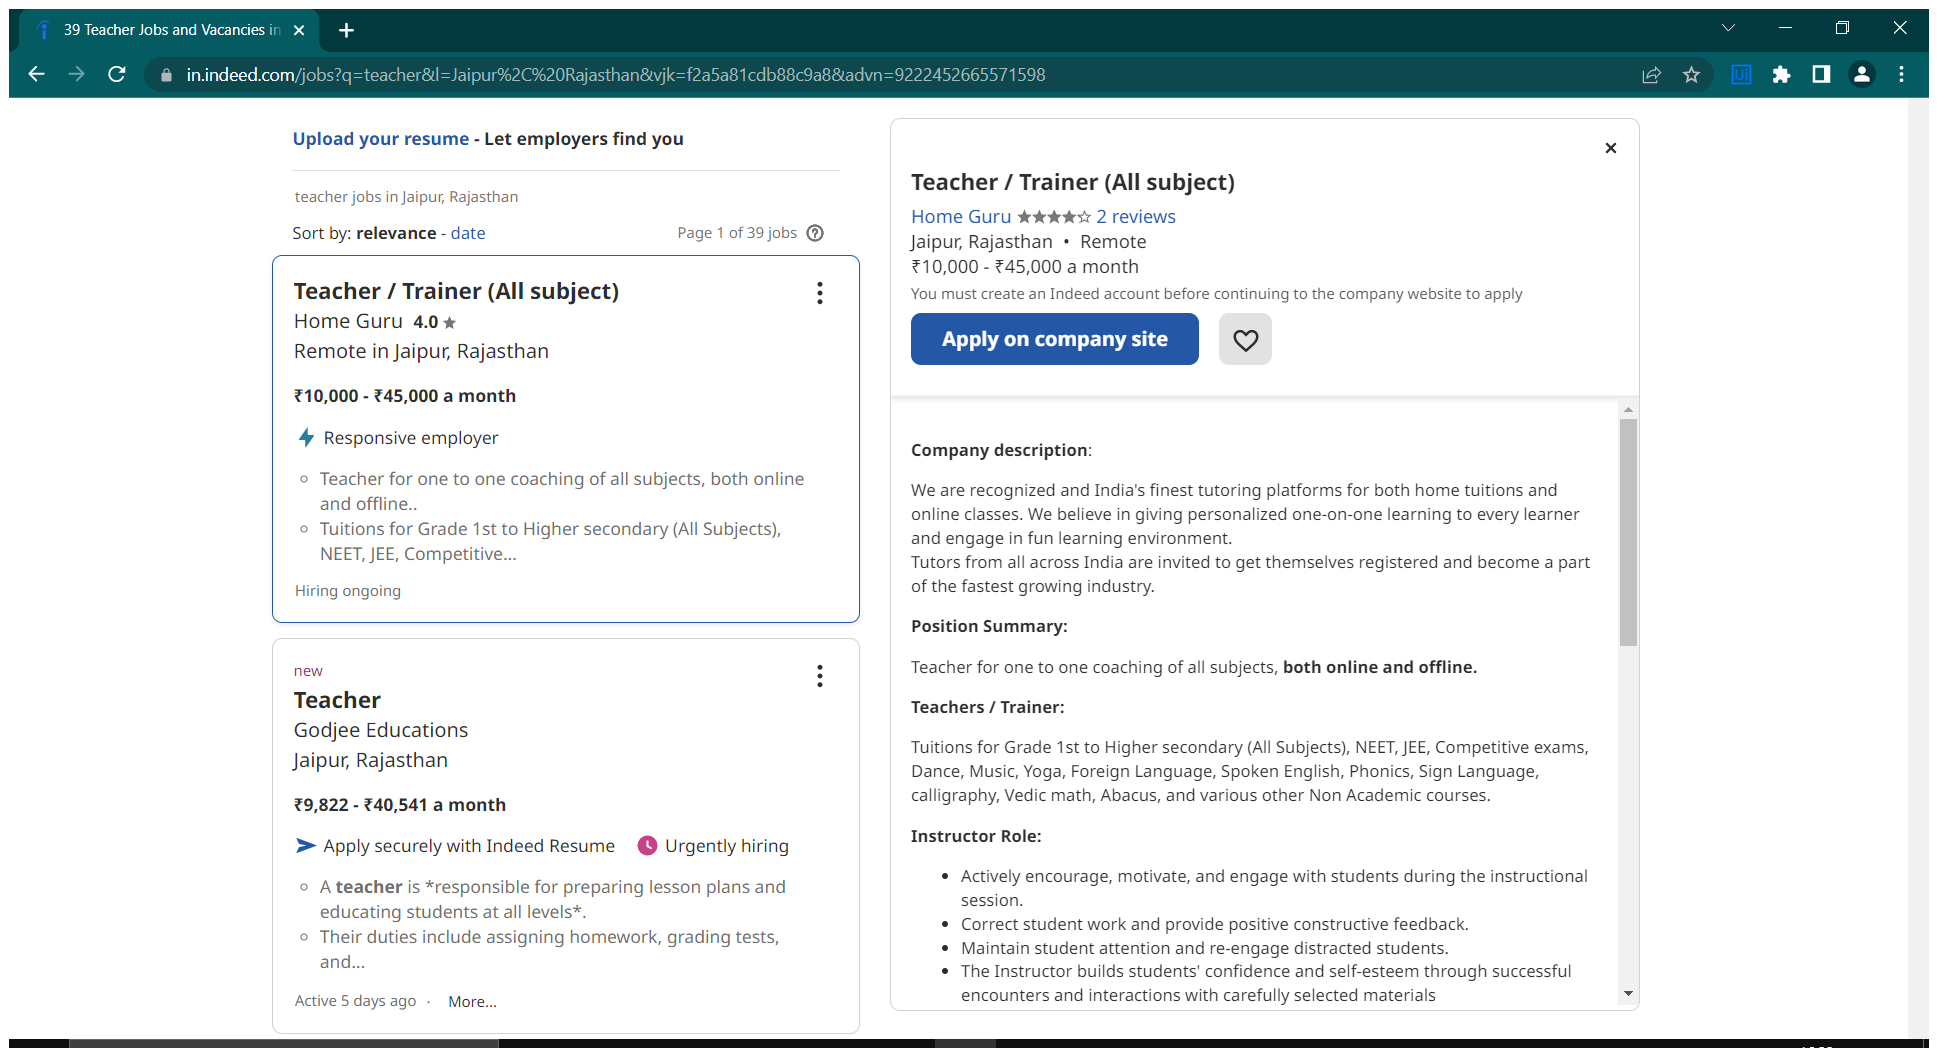 39 Teacher Jobs and Vacancies in
in.indeed.com/jobs?q=teacher&l=Jaipur%2C%20Rajasthan&vjk=f2a5a81cdb88c9a8&advn=9222452665571598
Ui
Upload your resume - Let employers find you
teacher jobs in Jaipur, Rajasthan
Sort by: relevance - date
Page 1 of 39 jobs
Teacher / Trainer (All subject)
Home Guru 4.0
Remote in Jaipur, Rajasthan
₹10,000 - ₹45,000 a month
Responsive employer
Teacher for one to one coaching of all subjects, both online
and offline..
Tuitions for Grade 1st to Higher secondary (All Subjects),
NEET, JEE, Competitive...
Hiring ongoing
new
Teacher
Godjee Educations
Jaipur, Rajasthan
₹9,822 - ₹40,541 a month
Apply securely with Indeed Resume
Urgently hiring
A teacher is *responsible for preparing lesson plans and
educating students at all levels*.
Their duties include assigning homework, grading tests,
and...
Active 5 days ago · More...
Teacher / Trainer (All subject)
Home Guru ★★★★☆ 2 reviews
Jaipur, Rajasthan • Remote
₹10,000 - ₹45,000 a month
You must create an Indeed account before continuing to the company website to apply
Apply on company site
Company description:
We are recognized and India's finest tutoring platforms for both home tuitions and
online classes. We believe in giving personalized one-on-one learning to every learner
and engage in fun learning environment.
Tutors from all across India are invited to get themselves registered and become a part
of the fastest growing industry.
Position Summary:
Teacher for one to one coaching of all subjects, both online and offline.
Teachers / Trainer:
Tuitions for Grade 1st to Higher secondary (All Subjects), NEET, JEE, Competitive exams,
Dance, Music, Yoga, Foreign Language, Spoken English, Phonics, Sign Language,
calligraphy, Vedic math, Abacus, and various other Non Academic courses.
Instructor Role:
Actively encourage, motivate, and engage with students during the instructional
session.
Correct student work and provide positive constructive feedback.
Maintain student attention and re-engage distracted students.
The Instructor builds students' confidence and self-esteem through successful
encounters and interactions with carefully selected materials